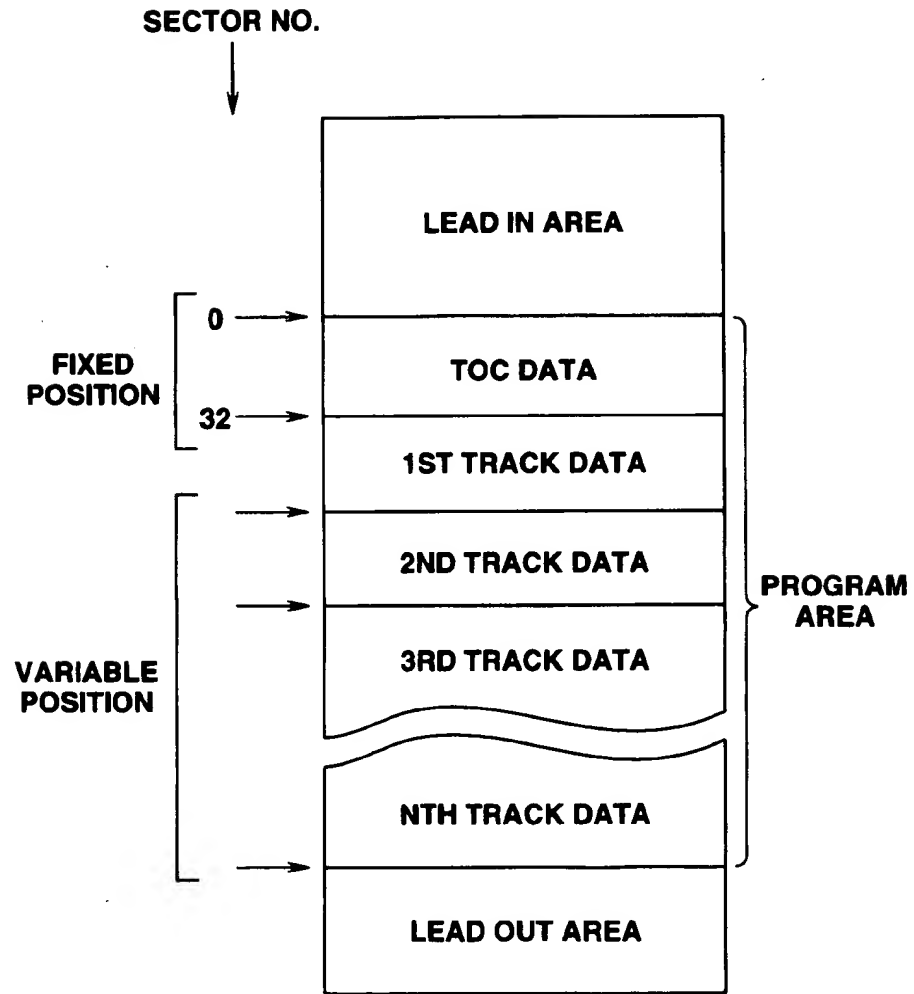 SECTOR NO.
LEAD IN AREA
0
FIXED
POSITION
TOC DATA
32
1ST TRACK DATA
2ND TRACK DATA
PROGRAM
AREA
3RD TRACK DATA
VARIABLE
POSITION
NTH TRACK DATA
LEAD OUT AREA